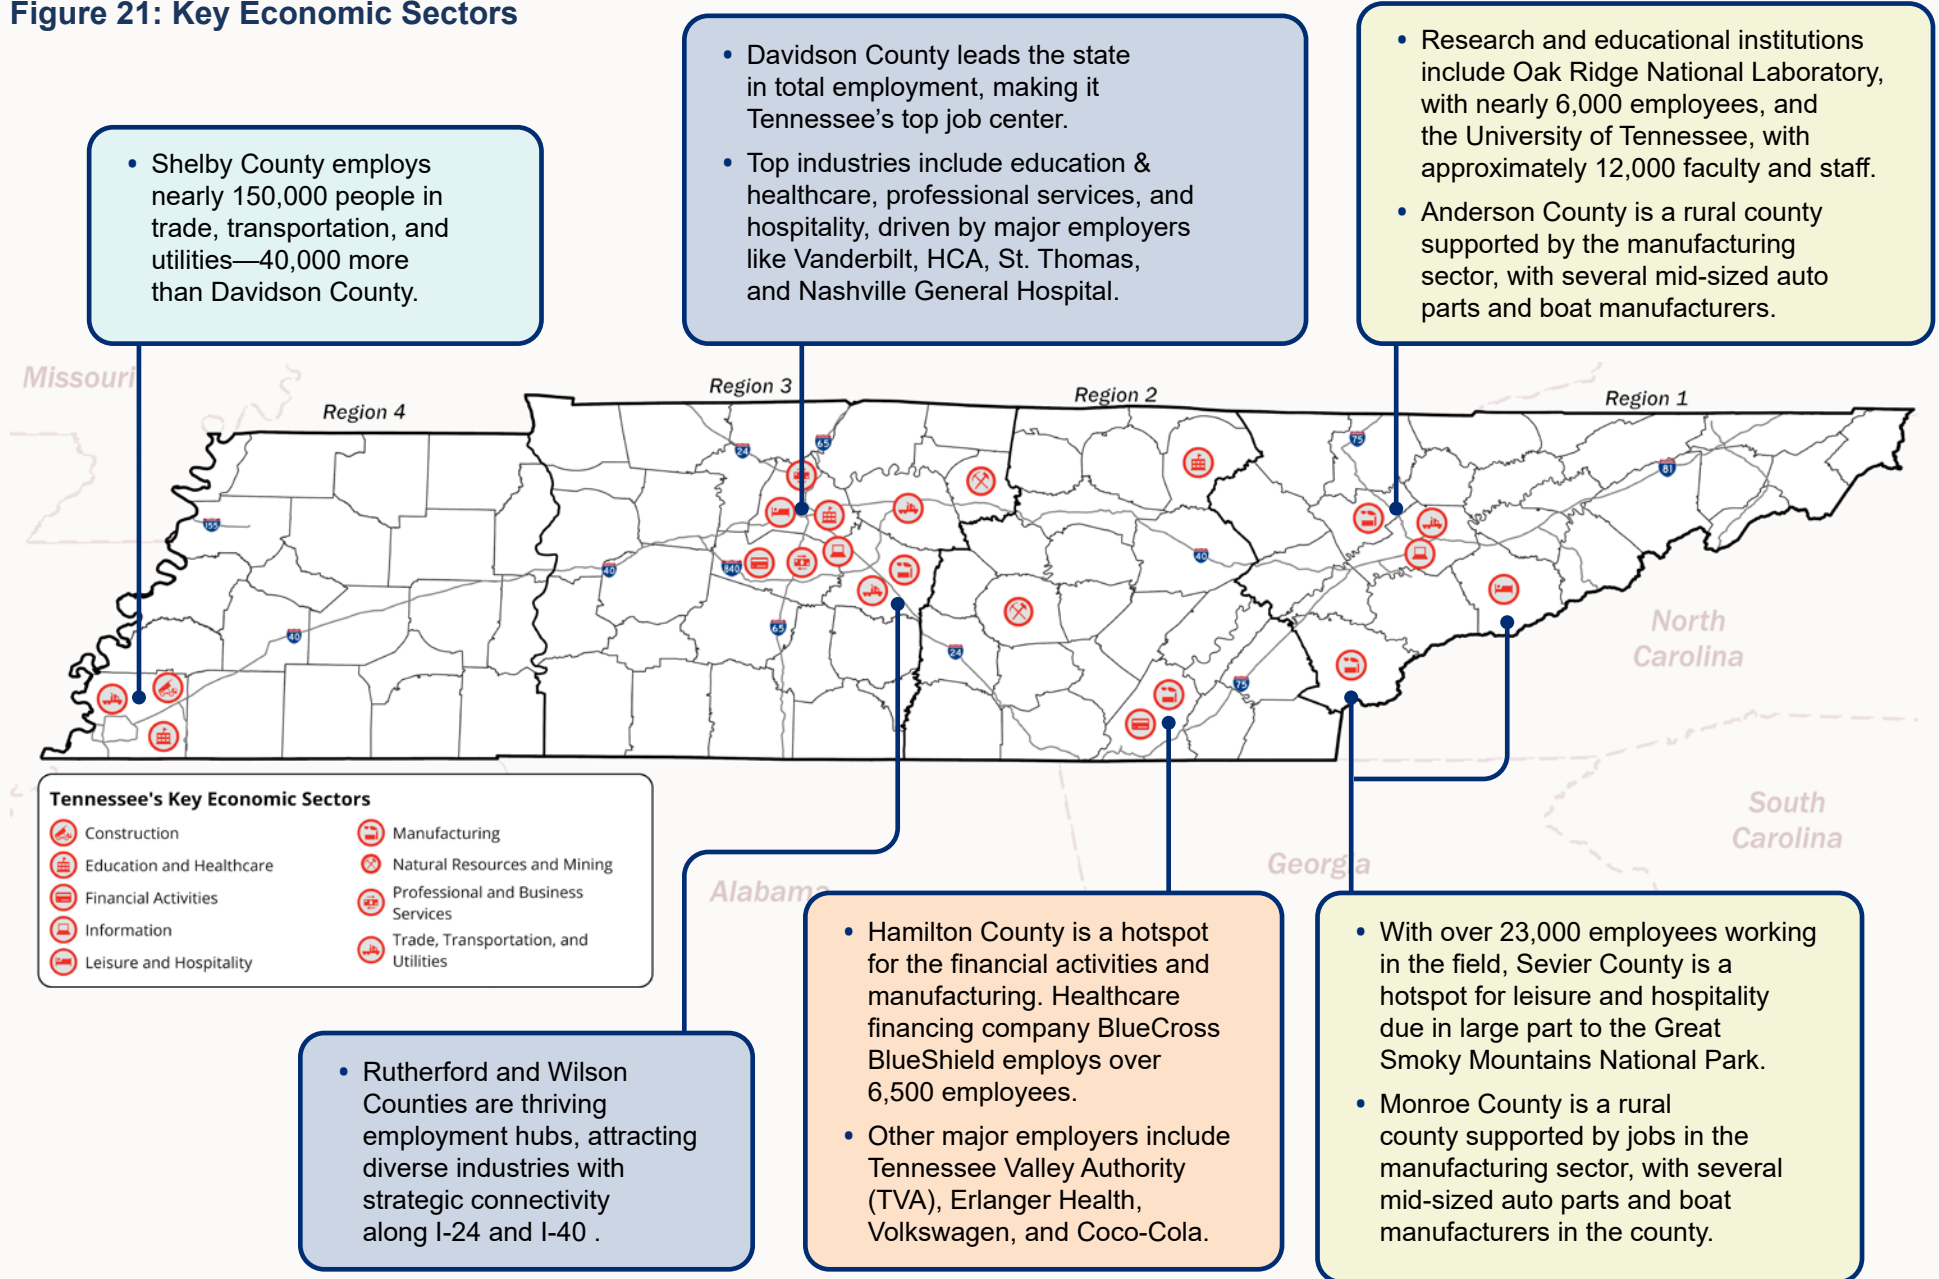 Figure 21: Key Economic Sectors
• Shelby County employs
nearly 150,000 people in
trade, transportation, and
utilities—40,000 more
than Davidson County.
• Davidson County leads the state
in total employment, making it
Tennessee’s top job center.
• Top industries include education &
healthcare, professional services, and
hospitality, driven by major employers
like Vanderbilt, HCA, St. Thomas,
and Nashville General Hospital.
• Research and educational institutions
include Oak Ridge National Laboratory,
with nearly 6,000 employees, and
the University of Tennessee, with
approximately 12,000 faculty and staff.
• Anderson County is a rural county
supported by the manufacturing
sector, with several mid-sized auto
parts and boat manufacturers.
Missouri
Region 4
Region 3
Region 2
Region 1
24
65
75
81
155
40
840
40
65
40
24
75
North
Carolina
South
Carolina
Georgia
Alabama
Tennessee's Key Economic Sectors
Construction
Education and Healthcare
Financial Activities
Information
Leisure and Hospitality
Manufacturing
Natural Resources and Mining
Professional and Business
Services
Trade, Transportation, and
Utilities
• Rutherford and Wilson
Counties are thriving
employment hubs, attracting
diverse industries with
strategic connectivity
along I-24 and I-40 .
• Hamilton County is a hotspot
for the financial activities and
manufacturing. Healthcare
financing company BlueCross
BlueShield employs over
6,500 employees.
• Other major employers include
Tennessee Valley Authority
(TVA), Erlanger Health,
Volkswagen, and Coco-Cola.
• With over 23,000 employees working
in the field, Sevier County is a
hotspot for leisure and hospitality
due in large part to the Great
Smoky Mountains National Park.
• Monroe County is a rural
county supported by jobs in the
manufacturing sector, with several
mid-sized auto parts and boat
manufacturers in the county.